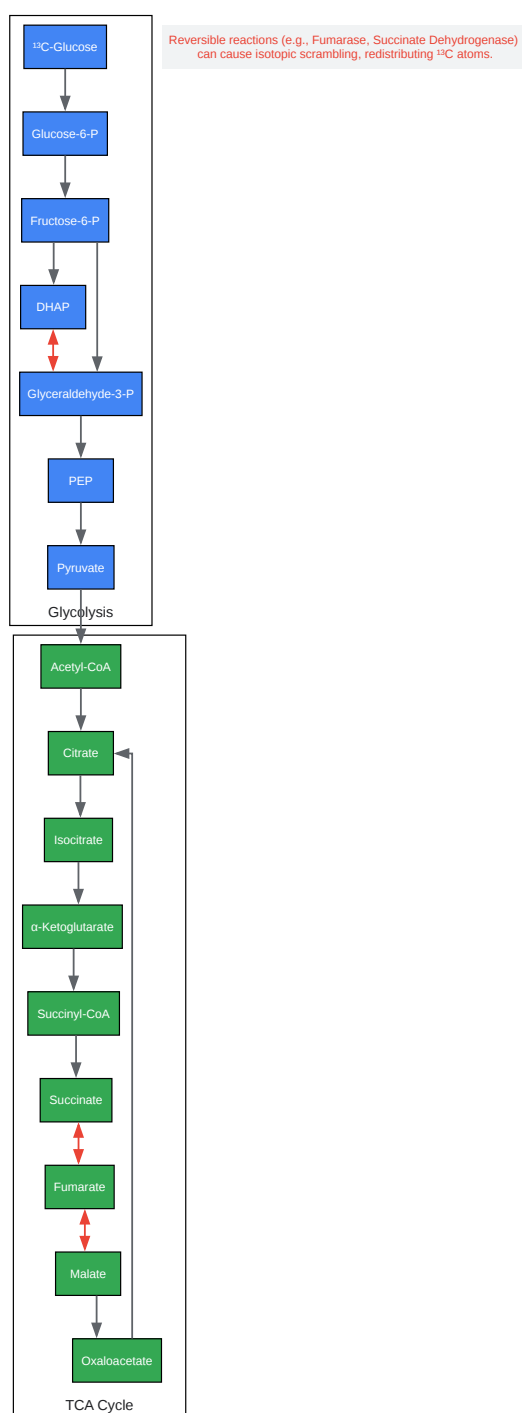 ¹³C-Glucose
Reversible reactions (e.g., Fumarase, Succinate Dehydrogenase)
can cause isotopic scrambling, redistributing ¹³C atoms.
Glucose-6-P
Fructose-6-P
DHAP
Glyceraldehyde-3-P
PEP
Pyruvate
Glycolysis
Acetyl-CoA
Citrate
Isocitrate
α-Ketoglutarate
Succinyl-CoA
Succinate
Fumarate
Malate
Oxaloacetate
TCA Cycle